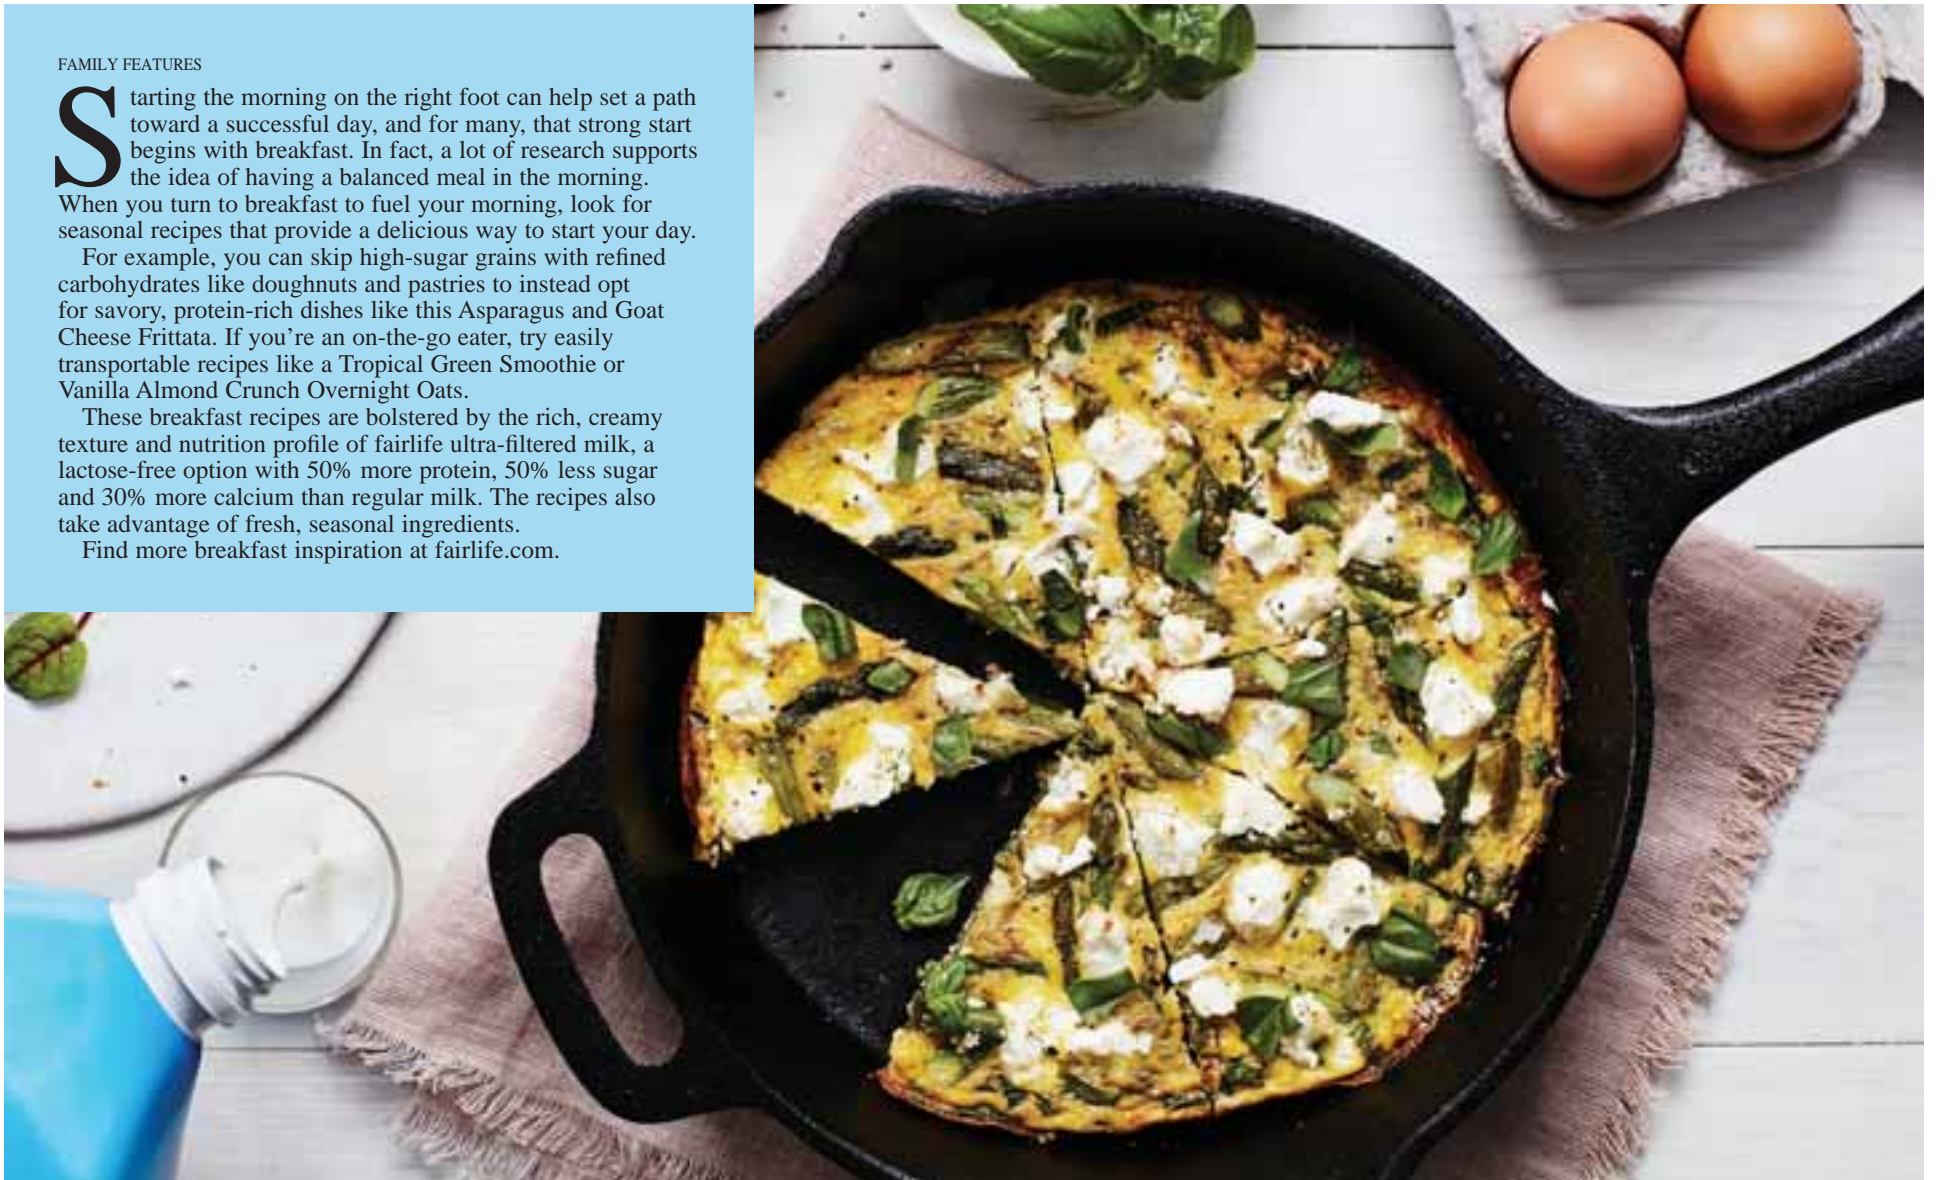 FAMILY FEATURES
Starting the morning on the right foot can help set a path
toward a successful day, and for many, that strong start
begins with breakfast. In fact, a lot of research supports
the idea of having a balanced meal in the morning.
When you turn to breakfast to fuel your morning, look for
seasonal recipes that provide a delicious way to start your day.
For example, you can skip high-sugar grains with refined
carbohydrates like doughnuts and pastries to instead opt
for savory, protein-rich dishes like this Asparagus and Goat
Cheese Frittata. If you’re an on-the-go eater, try easily
transportable recipes like a Tropical Green Smoothie or
Vanilla Almond Crunch Overnight Oats.
These breakfast recipes are bolstered by the rich, creamy
texture and nutrition profile of fairlife ultra-filtered milk, a
lactose-free option with 50% more protein, 50% less sugar
and 30% more calcium than regular milk. The recipes also
take advantage of fresh, seasonal ingredients.
Find more breakfast inspiration at fairlife.com.